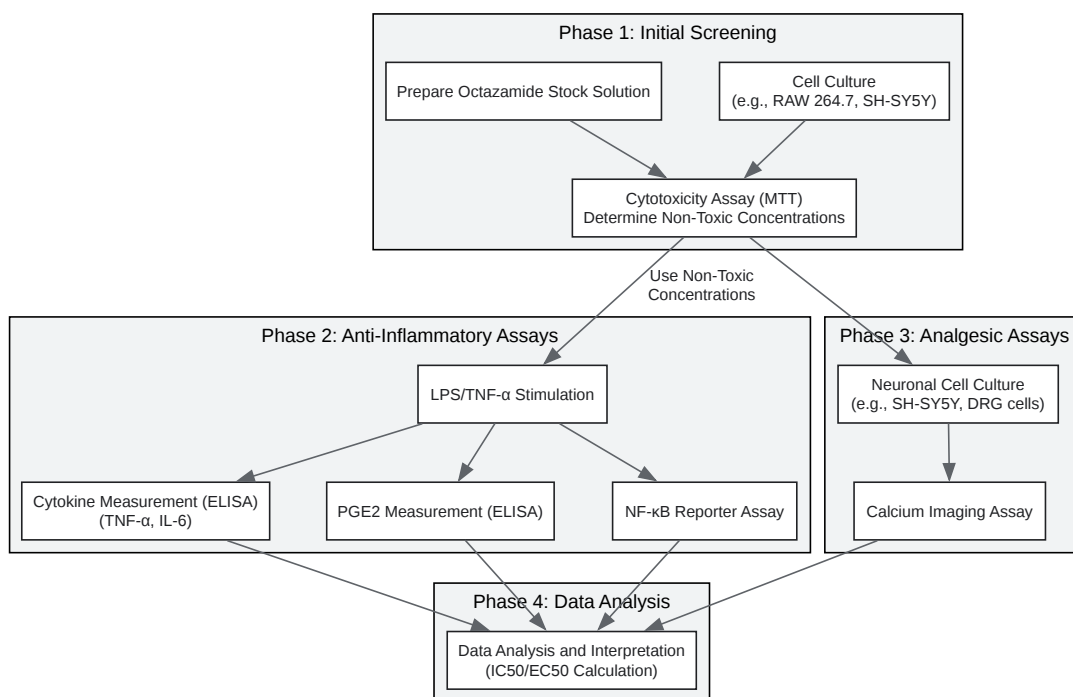 Phase 1: Initial Screening
Prepare Octazamide Stock Solution
Cell Culture
(e.g., RAW 264.7, SH-SY5Y)
Cytotoxicity Assay (MTT)
Determine Non-Toxic Concentrations
Use Non-Toxic
Concentrations
Phase 2: Anti-Inflammatory Assays
LPS/TNF-α Stimulation
Cytokine Measurement (ELISA)
(TNF-α, IL-6)
PGE2 Measurement (ELISA)
NF-κB Reporter Assay
Phase 3: Analgesic Assays
Neuronal Cell Culture
(e.g., SH-SY5Y, DRG cells)
Calcium Imaging Assay
Phase 4: Data Analysis
Data Analysis and Interpretation
(IC50/EC50 Calculation)